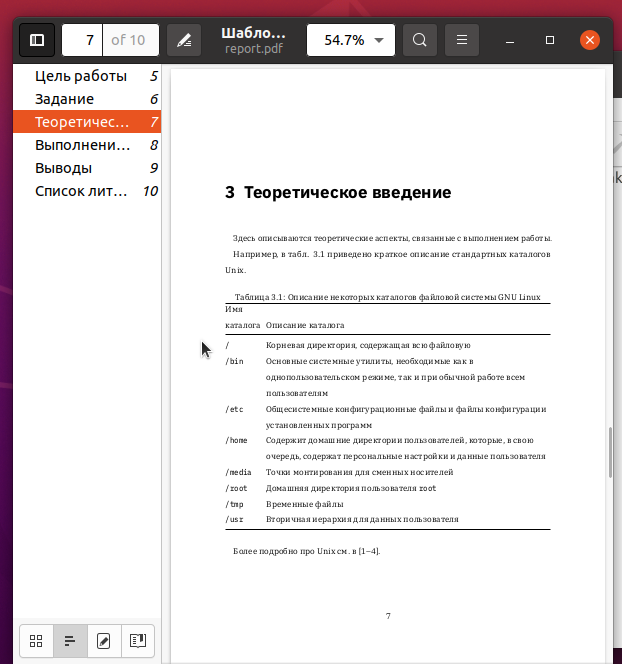 7 of 10
Шабло...
report.pdf
54.7%
Цель работы 5
Задание 6
Теоретичес... 7
Выполнени... 8
Выводы 9
Список лит... 10
3 Теоретическое введение
Здесь описываются теоретические аспекты, связанные с выполнением работы.
Например, в табл. 3.1 приведено краткое описание стандартных каталогов
Unix.
Таблица 3.1: Описание некоторых каталогов файловой системы GNU Linux
Имя
каталога Описание каталога
/ Корневая директория, содержащая всю файловую
/bin Основные системные утилиты, необходимые как в
однопользовательском режиме, так и при обычной работе всем
пользователям
/etc Общесистемные конфигурационные файлы и файлы конфигурации
установленных программ
/home Содержит домашние директории пользователей, которые, в свою
очередь, содержат персональные настройки и данные пользователя
/media Точки монтирования для сменных носителей
/root Домашняя директория пользователя root
/tmp Временные файлы
/usr Вторичная иерархия для данных пользователя
Более подробно про Unix см. в [1–4].
7